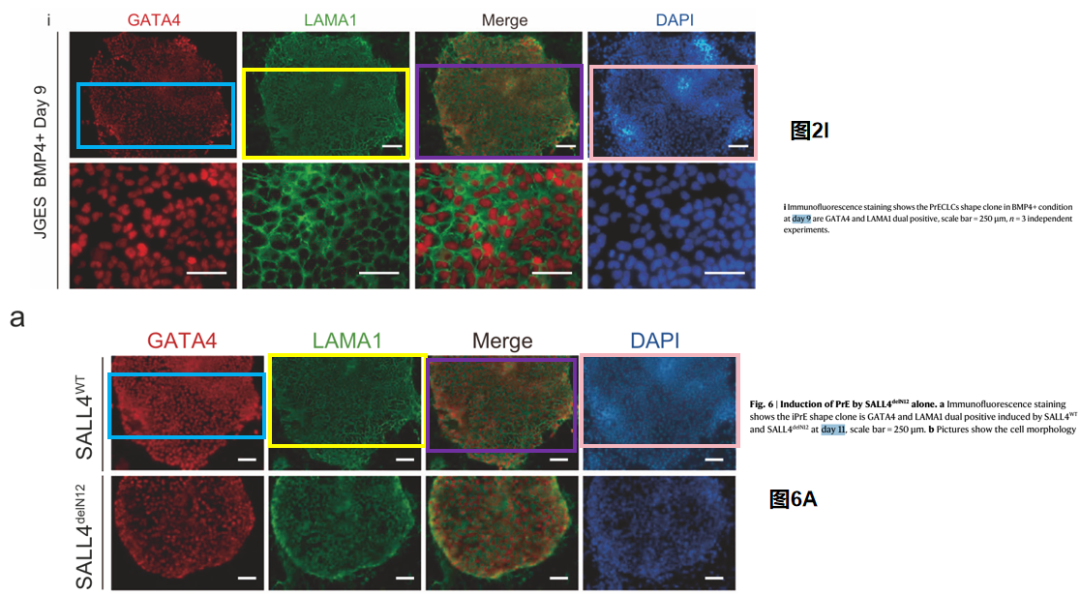 i
GATA4 LAMA1 Merge DAPI
JGES BMP4+ Day 9
图2I
i Immunofluorescence staining shows the PrECLCs shape clone in BMP4+ condition
at day 9 are GATA4 and LAMA1 dual positive, scale bar = 250 μm, n = 3 independent
experiments.
a
GATA4 LAMA1 Merge DAPI
SALL4WT
SALL4delN12
Fig. 6 | Induction of PrE by SALL4delN12 alone. a Immunofluorescence staining
shows the iPrE shape clone is GATA4 and LAMA1 dual positive induced by SALL4WT
and SALL4delN12 at day 11, scale bar = 250 μm. b Pictures show the cell morphology
图6A